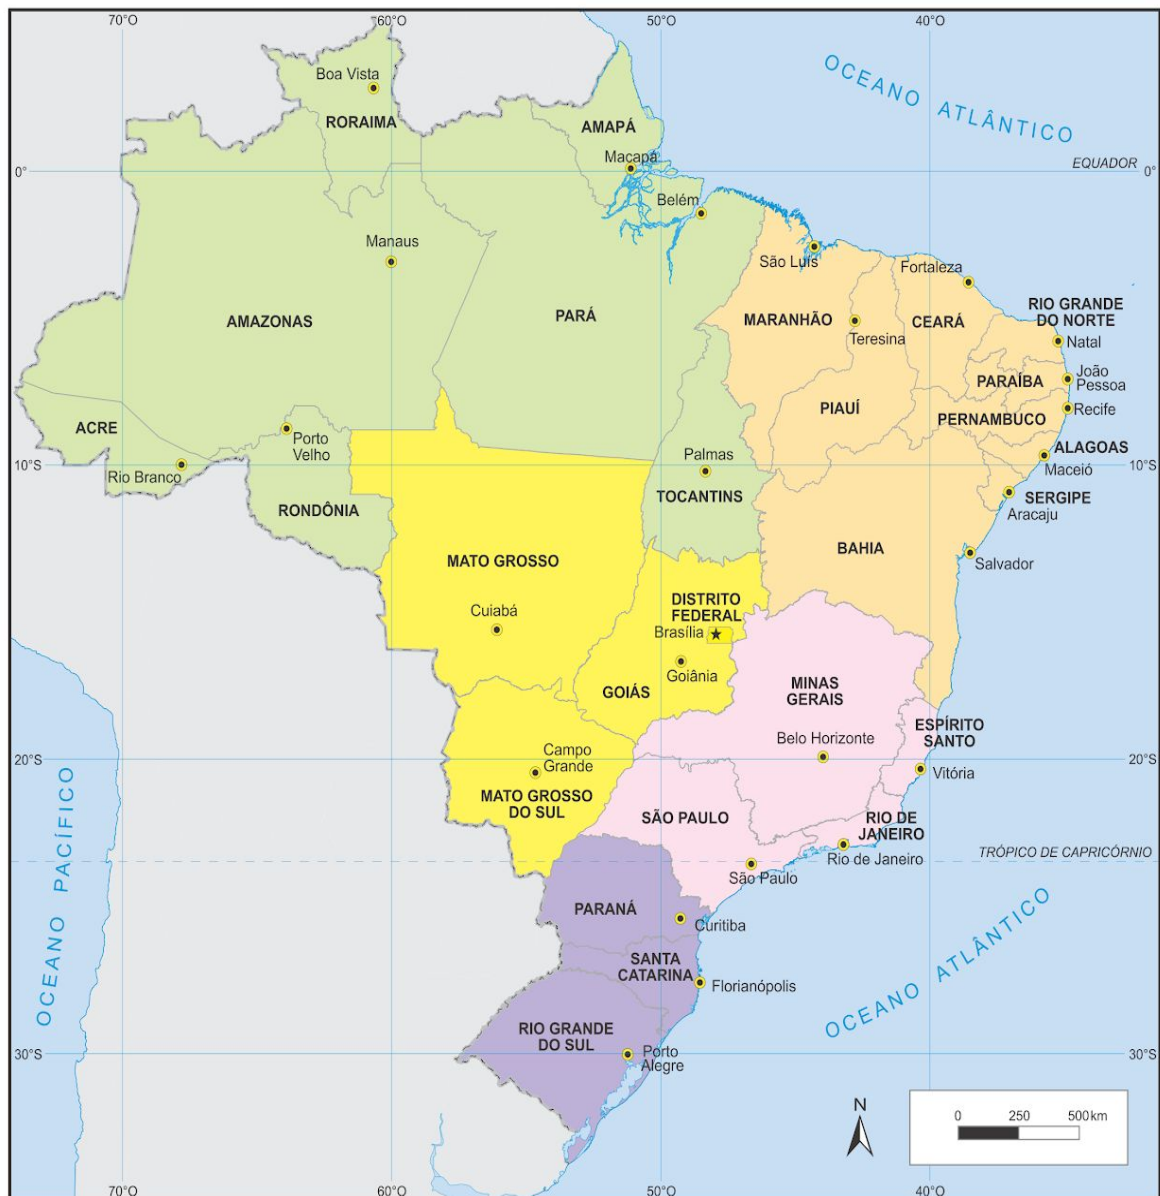 70°O
60°O
50°O
40°O
Boa Vista
RORAIMA
AMAPÁ
Macapá
OCEANO ATLÂNTICO
EQUADOR
0°
0°
Belém
Manaus
São Luís
Fortaleza
AMAZONAS
PARÁ
MARANHÃO
Teresina
CEARÁ
RIO GRANDE
DO NORTE
Natal
PARAÍBA
João
Pessoa
PIAUÍ
PERNAMBUCO
Recife
ACRE
Porto
Velho
Rio Branco
ALAGOAS
Maceió
10°S
10°S
Palmas
TOCANTINS
SERGIPE
Aracaju
RONDÔNIA
MATO GROSSO
BAHIA
Salvador
Cuiabá
DISTRITO
FEDERAL
Brasília
Goiânia
GOIÁS
MINAS
GERAIS
Belo Horizonte
ESPÍRITO
SANTO
Vitória
20°S
20°S
Campo
Grande
MATO GROSSO
DO SUL
SÃO PAULO
RIO DE
JANEIRO
Rio de Janeiro
São Paulo
TRÓPICO DE CAPRICÓRNIO
OCEANO PACÍFICO
PARANÁ
Curitiba
SANTA
CATARINA
Florianópolis
OCEANO ATLÂNTICO
RIO GRANDE
DO SUL
Porto
Alegre
30°S
30°S
N
0 250 500 km
70°O
60°O
50°O
40°O